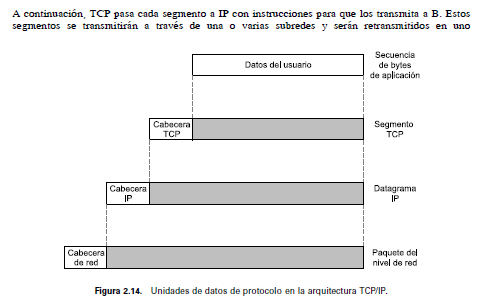 A continuación, TCP pasa cada segmento a IP con instrucciones para que los transmita a B. Estos
segmentos se transmitirán a través de una o varias subredes y serán retransmitidos en uno
Datos del usuario
Secuencia
de bytes
de aplicación
Cabecera
TCP
Segmento
TCP
Cabecera
IP
Datagrama
IP
Cabecera
de red
Paquete del
nivel de red
Figura 2.14. Unidades de datos de protocolo en la arquitectura TCP/IP.